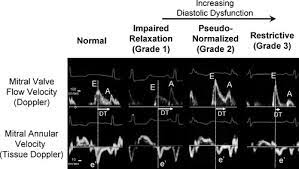 Increasing
Diastolic Dysfunction
Normal
Impaired
Relaxation
(Grade 1)
Pseudo-
Normalized
(Grade 2)
Restrictive
(Grade 3)
Mitral Valve
Flow Velocity
(Doppler)
E
A
DT
E
A
DT
E
A
DT
E
A
DT
Mitral Annular
Velocity
(Tissue Doppler)
e'
e'
e'
e'